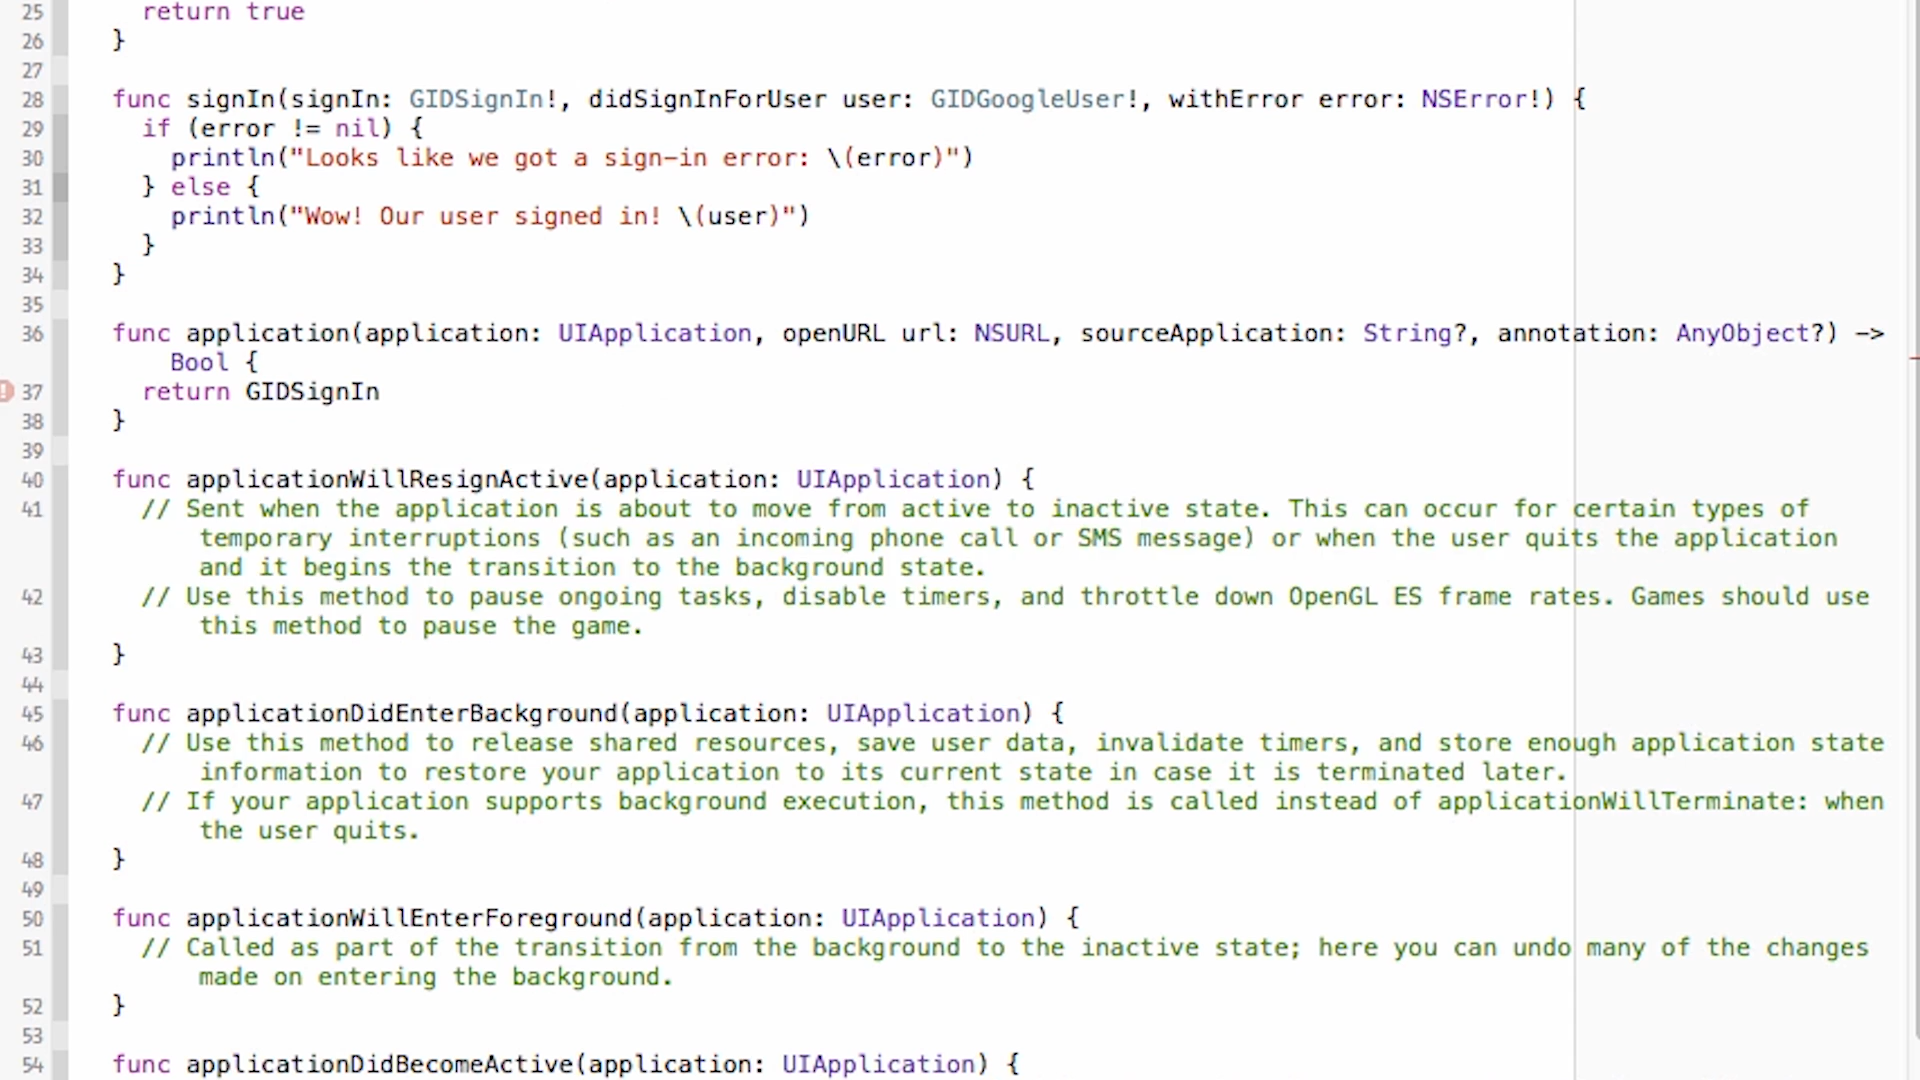 25 return true
26 }
27
28 func signIn(signIn: GIDSignIn!, didSignInForUser user: GIDGoogleUser!, withError error: NSError!) {
29 if (error != nil) {
30 println("Looks like we got a sign-in error: \(error)")
31 } else {
32 println("Wow! Our user signed in! \(user)")
33 }
34 }
35
36 func application(application: UIApplication, openURL url: NSURL, sourceApplication: String?, annotation: AnyObject?) ->
Bool {
37 return GIDSignIn
38 }
39
40 func applicationWillResignActive(application: UIApplication) {
41 // Sent when the application is about to move from active to inactive state. This can occur for certain types of
temporary interruptions (such as an incoming phone call or SMS message) or when the user quits the application
and it begins the transition to the background state.
42 // Use this method to pause ongoing tasks, disable timers, and throttle down OpenGL ES frame rates. Games should use
this method to pause the game.
43 }
44
45 func applicationDidEnterBackground(application: UIApplication) {
46 // Use this method to release shared resources, save user data, invalidate timers, and store enough application state
information to restore your application to its current state in case it is terminated later.
47 // If your application supports background execution, this method is called instead of applicationWillTerminate: when
the user quits.
48 }
49
50 func applicationWillEnterForeground(application: UIApplication) {
51 // Called as part of the transition from the background to the inactive state; here you can undo many of the changes
made on entering the background.
52 }
53
54 func applicationDidBecomeActive(application: UIApplication) {